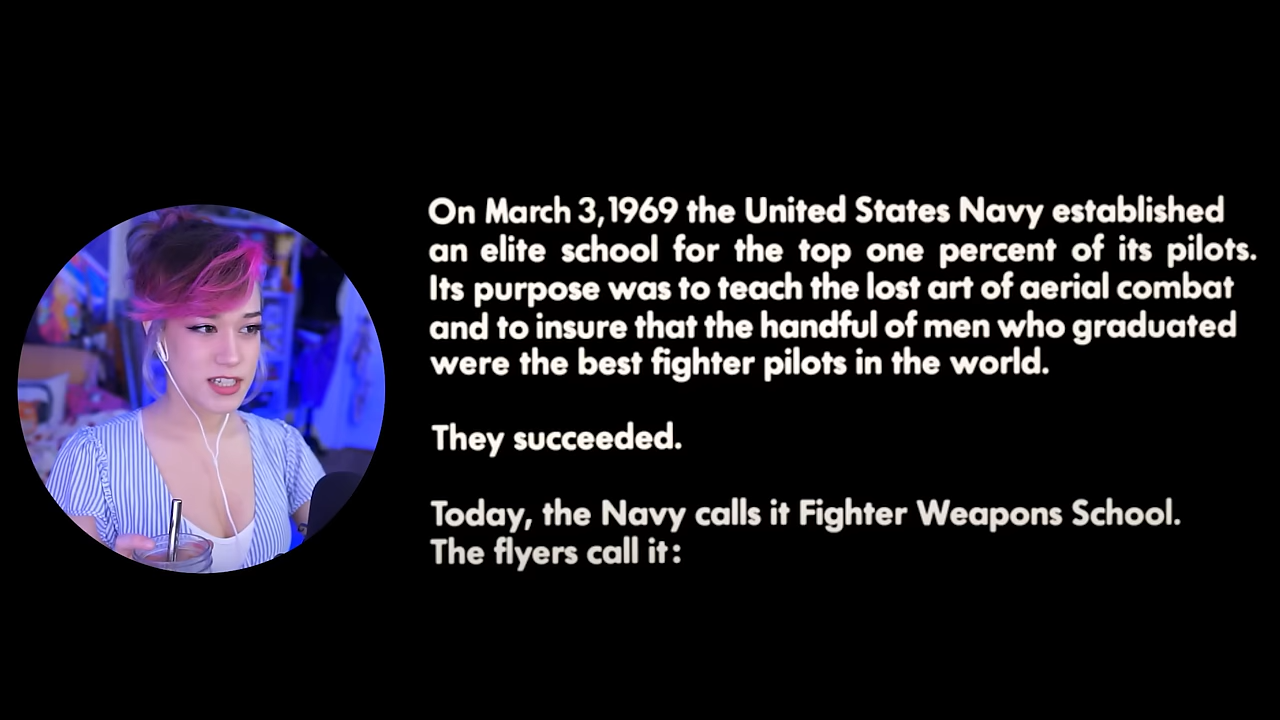 On March 3, 1969 the United States Navy established
an elite school for the top one percent of its pilots.
Its purpose was to teach the lost art of aerial combat
and to insure that the handful of men who graduated
were the best fighter pilots in the world.
They succeeded.
Today, the Navy calls it Fighter Weapons School.
The flyers call it: